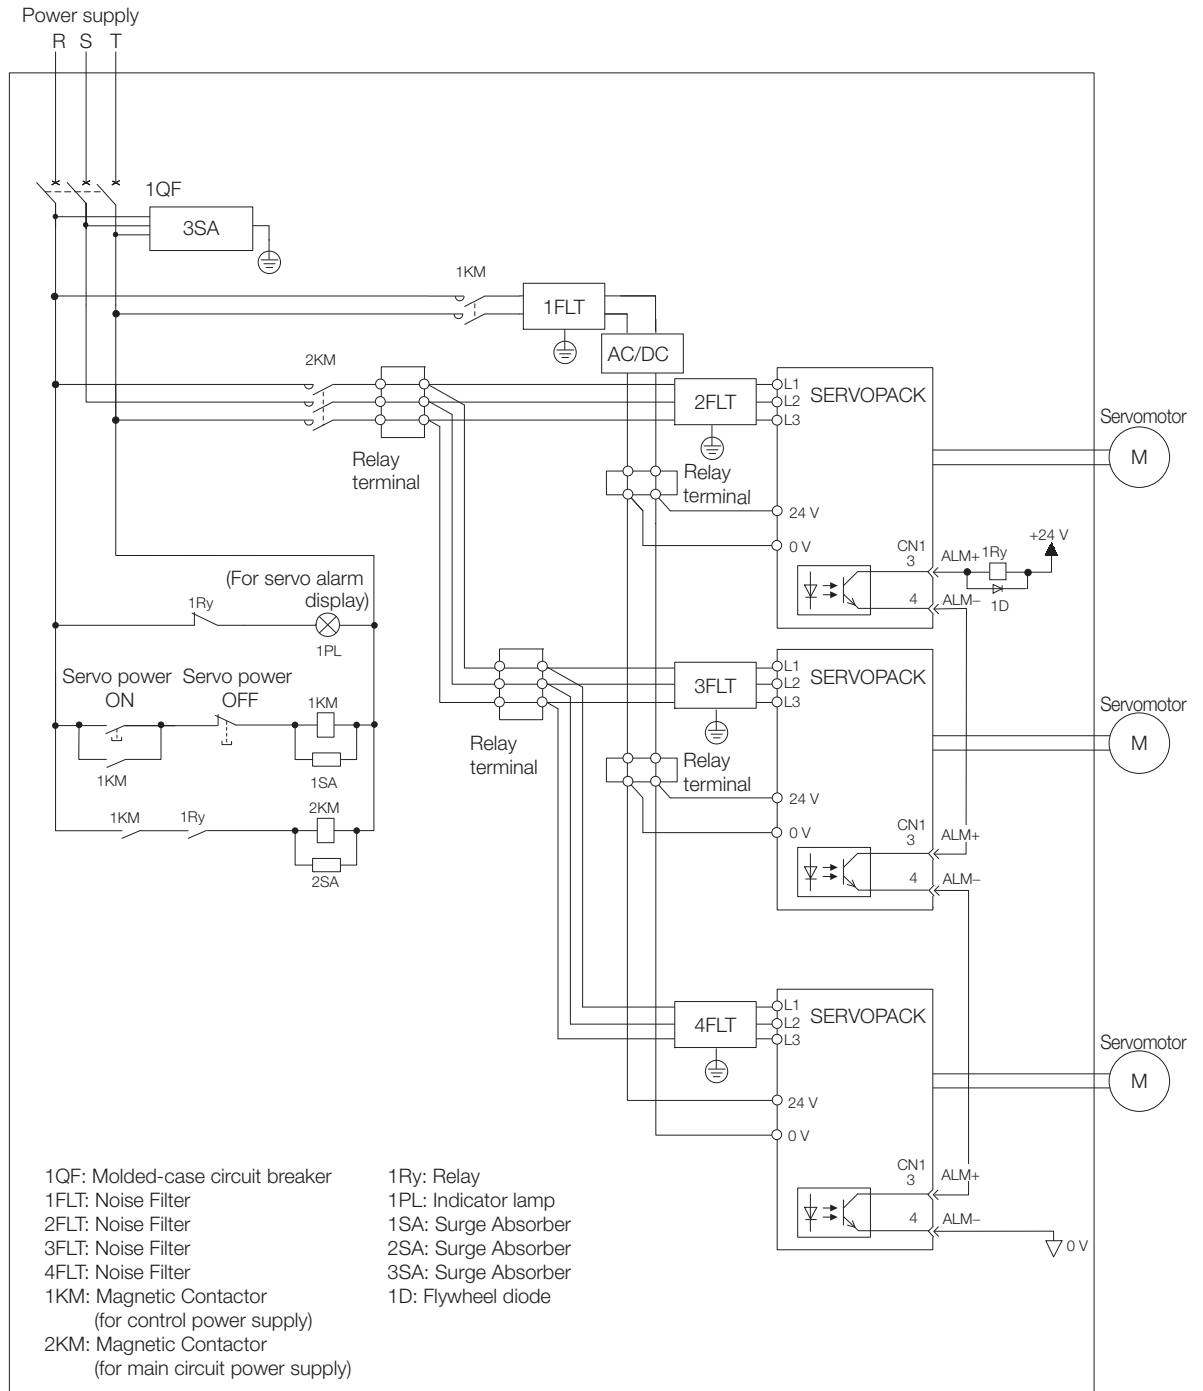 Power supply
R S T
1QF
3SA
1KM
1FLT
AC/DC
2KM
Relay
terminal
2FLT
L1
L2
L3
SERVOPACK
Servomotor
M
Relay
terminal
24 V
0 V
CN1
3
4
ALM+
ALM−
1Ry
+24 V
1D
(For servo alarm
display)
1Ry
1PL
Servo power
ON
Servo power
OFF
1KM
1KM
1SA
1KM
1Ry
2KM
2SA
Relay
terminal
3FLT
L1
L2
L3
SERVOPACK
Servomotor
M
Relay
terminal
24 V
0 V
CN1
3
4
ALM+
ALM−
4FLT
L1
L2
L3
SERVOPACK
Servomotor
M
24 V
0 V
CN1
3
4
ALM+
ALM−
0 V
1QF: Molded-case circuit breaker
1FLT: Noise Filter
2FLT: Noise Filter
3FLT: Noise Filter
4FLT: Noise Filter
1KM: Magnetic Contactor
(for control power supply)
2KM: Magnetic Contactor
(for main circuit power supply)
1Ry: Relay
1PL: Indicator lamp
1SA: Surge Absorber
2SA: Surge Absorber
3SA: Surge Absorber
1D: Flywheel diode